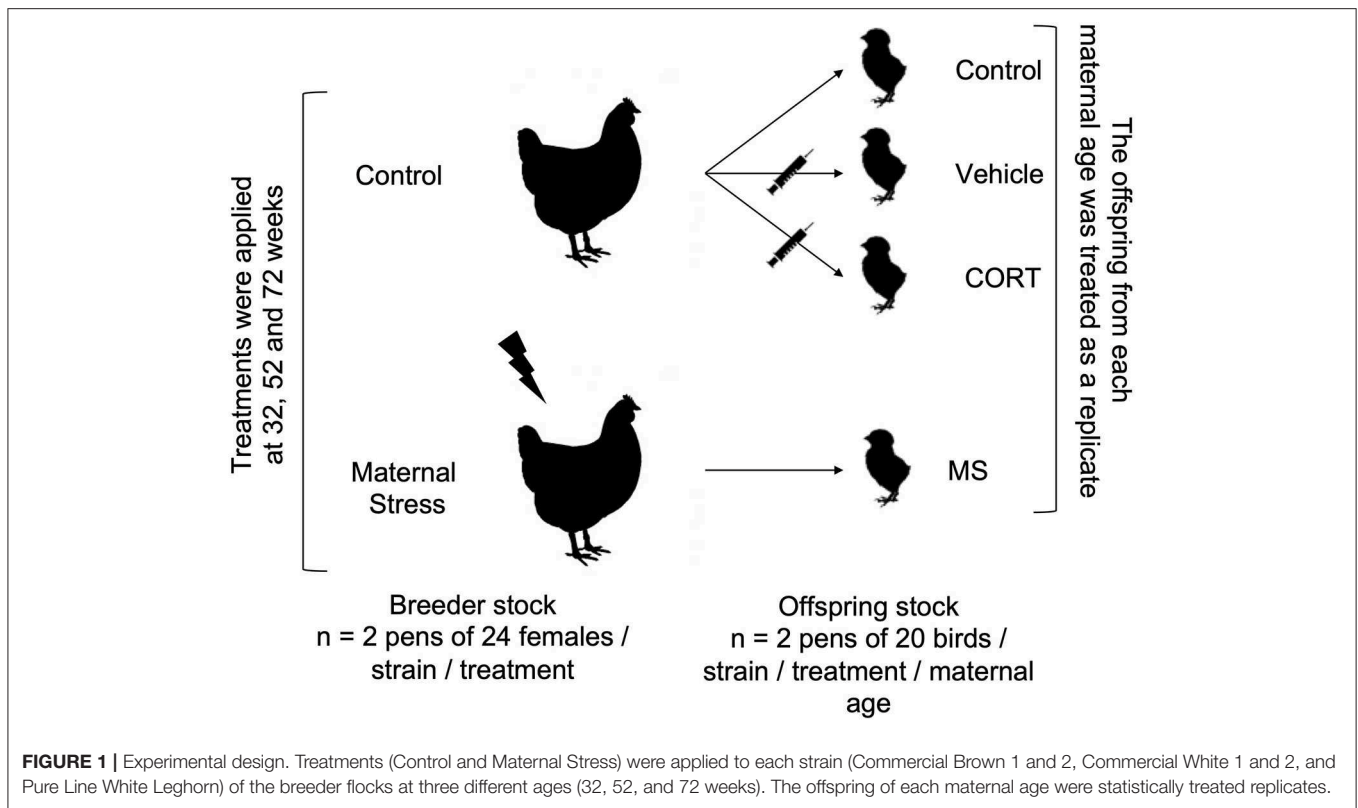 Treatments were applied
at 32, 52 and 72 weeks
Control
Maternal
Stress
Control
Vehicle
CORT
MS
The offspring from each
maternal age was treated as a replicate
Breeder stock
n = 2 pens of 24 females /
strain / treatment
Offspring stock
n = 2 pens of 20 birds /
strain / treatment / maternal
age
FIGURE 1 | Experimental design. Treatments (Control and Maternal Stress) were applied to each strain (Commercial Brown 1 and 2, Commercial White 1 and 2, and
Pure Line White Leghorn) of the breeder flocks at three different ages (32, 52, and 72 weeks). The offspring of each maternal age were statistically treated replicates.